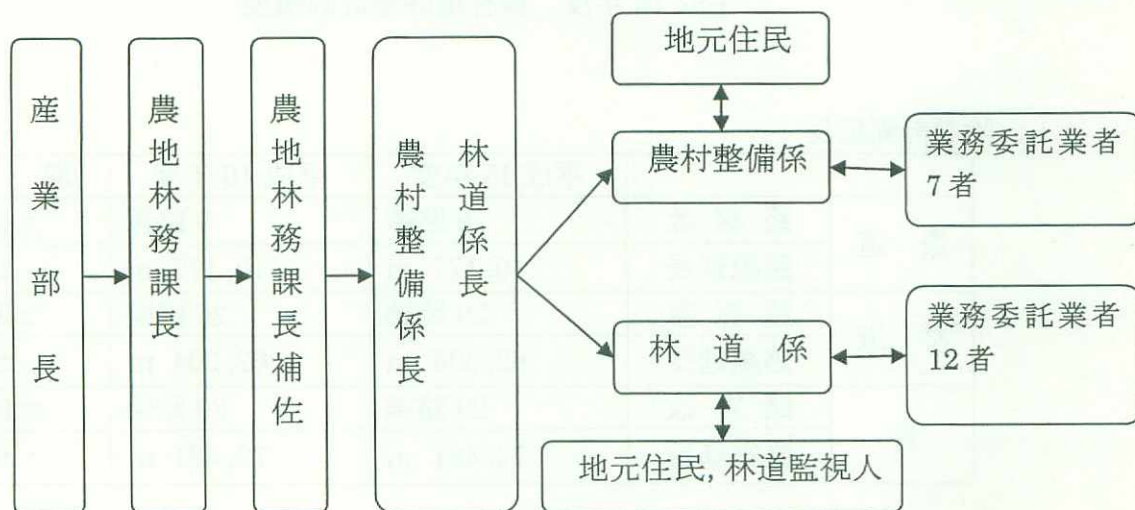 産業部長
農地林務課長
農地林務課長補佐
林道係長
農村整備係長
地元住民
農村整備係
業務委託業者
7者
林道係
業務委託業者
12者
地元住民,林道監視人